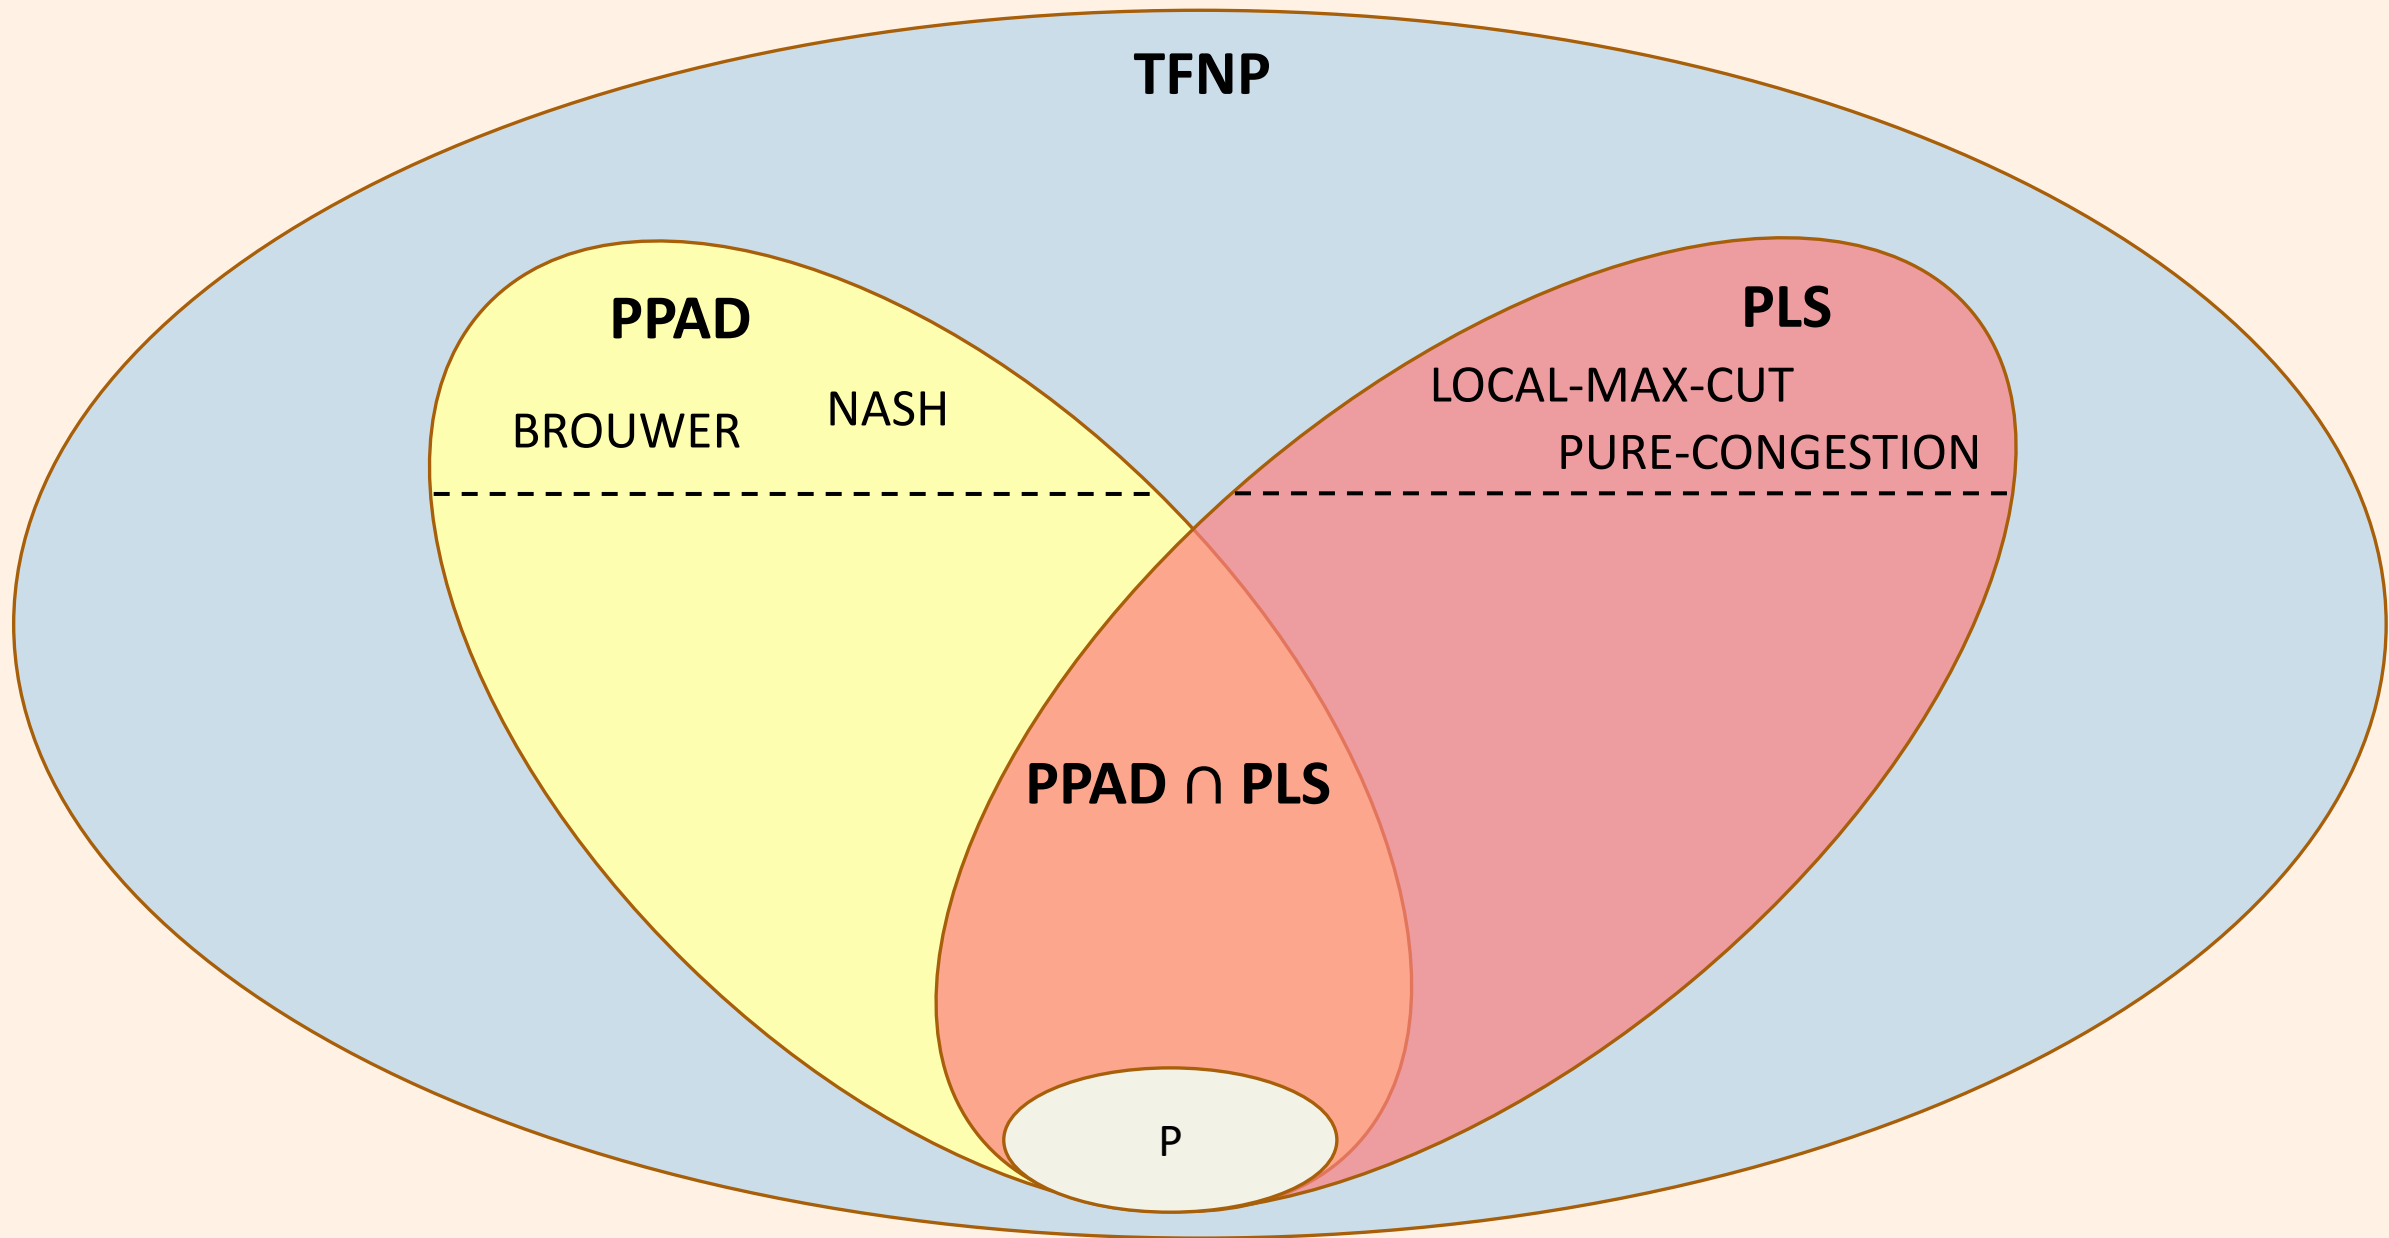 TFNP
PPAD
BROUWER
NASH
PLS
LOCAL-MAX-CUT
PURE-CONGESTION
PPAD ∩ PLS
P